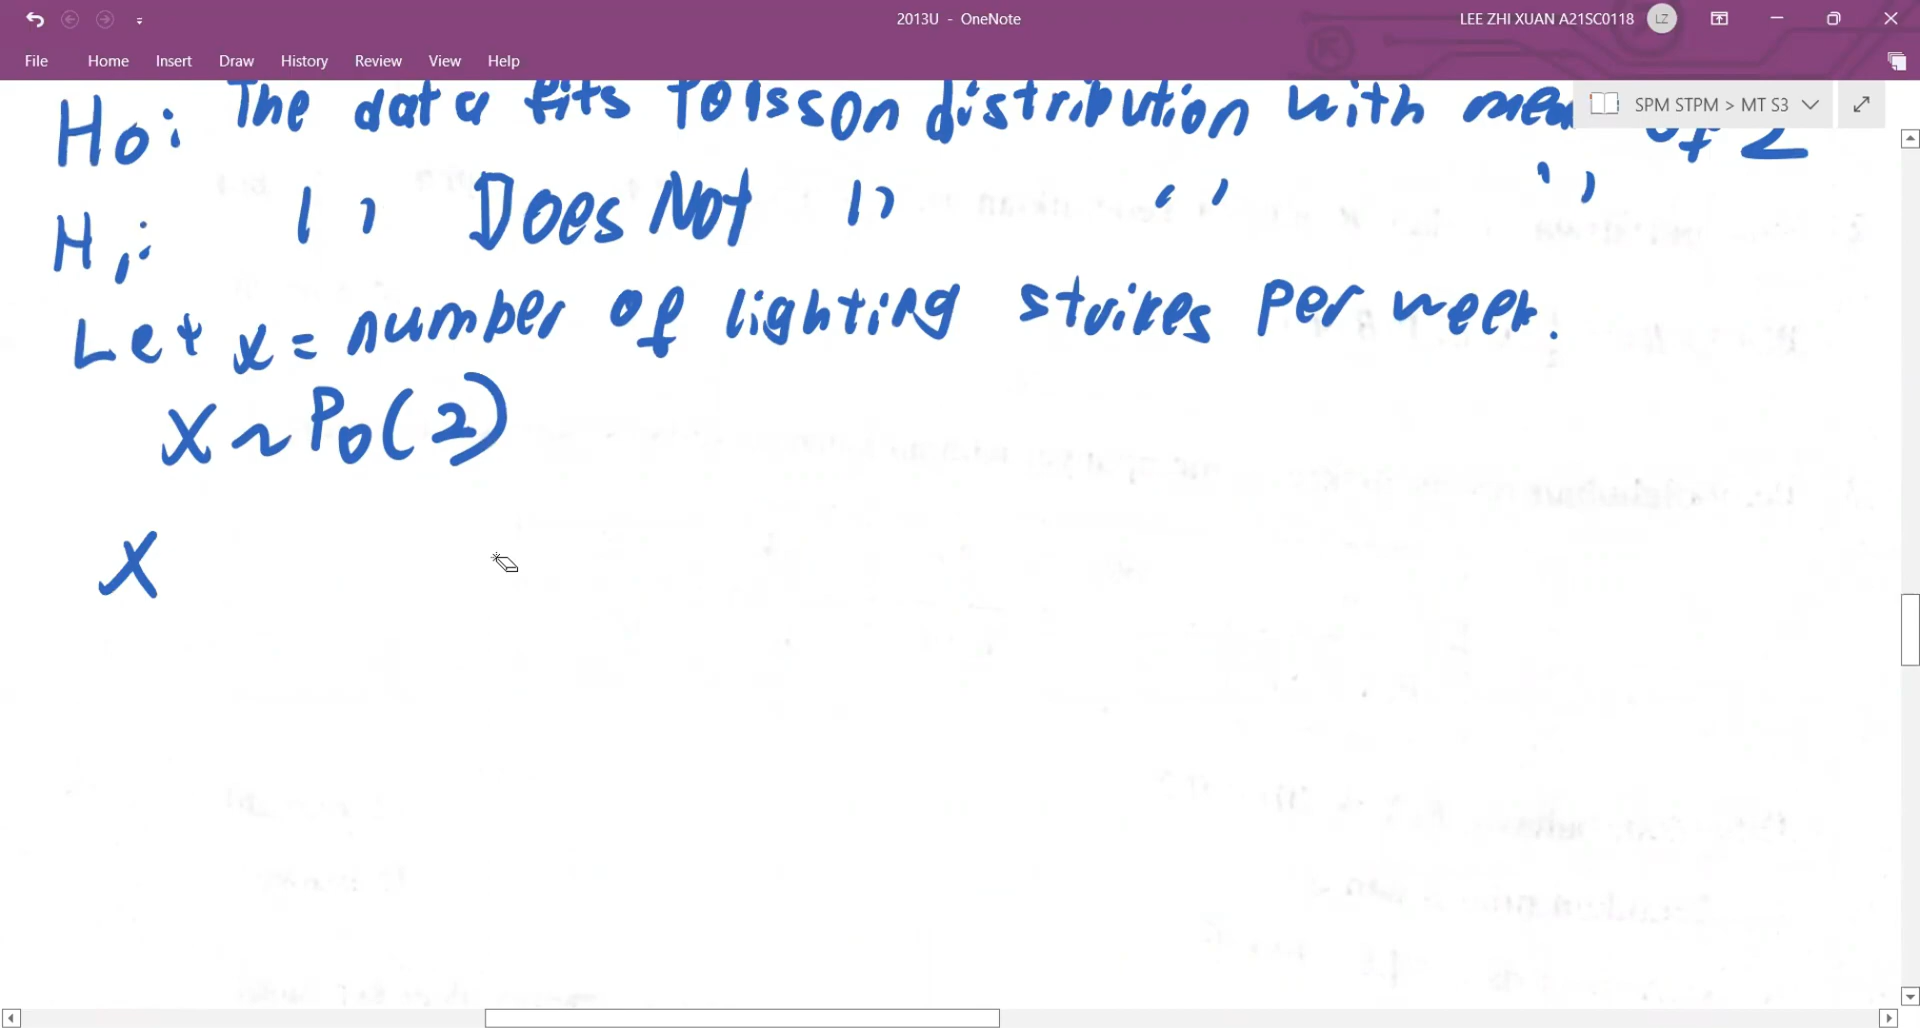 2013U - OneNote
LEE ZHI XUAN A21SC0118
LZ
File Home Insert Draw History Review View Help
SPM STPM > MT S3
H0: The data fits Poisson distribution with mean of 2
H1: " Does Not " " "
Let x = number of lighting strikes per week.
X ~ Po(2)
X